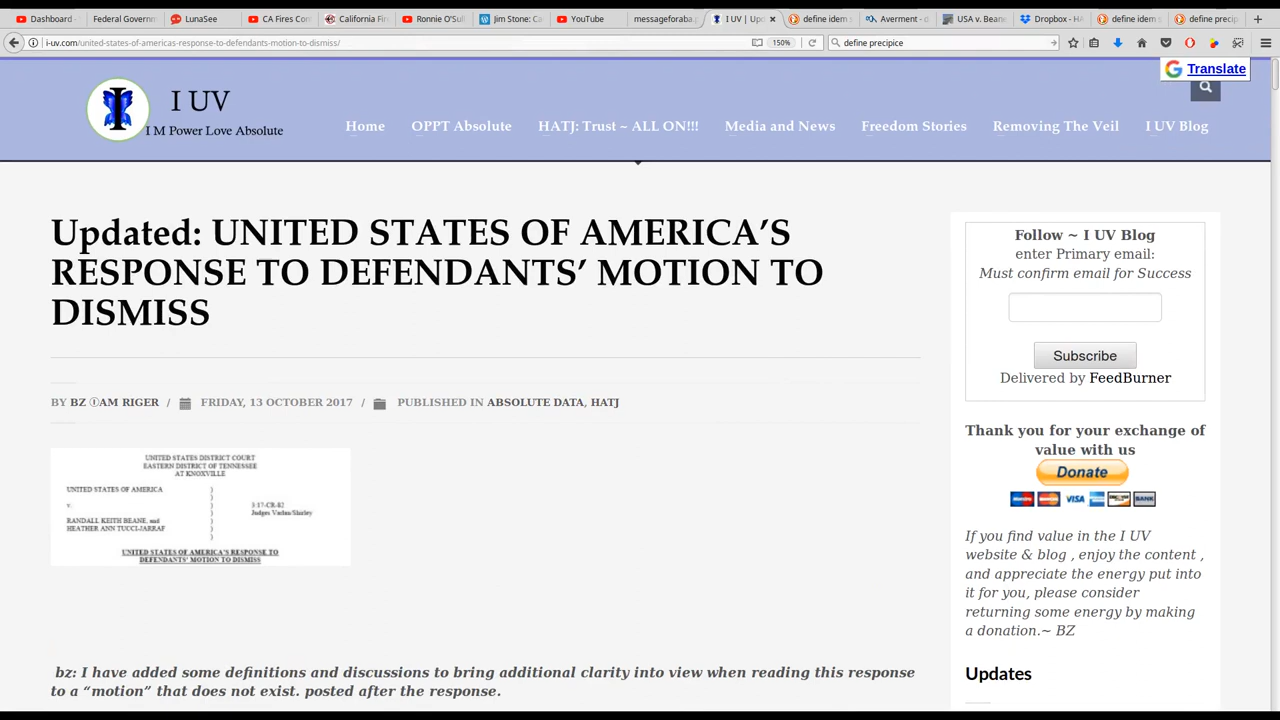 Dashboard -
Federal Governm
LunaSee
CA Fires Con
California Fire
Ronnie O'Sul
Jim Stone: Ca
YouTube
messageforaba.p
I UV | Upd
define idem s
Averment - de
USA v. Beane
Dropbox - HA
define idem s
define precip
i-uv.com/united-states-of-americas-response-to-defendants-motion-to-dismiss/
150%
define precipice
Translate
I UV
I M Power Love Absolute
Home OPPT Absolute HATJ: Trust ~ ALL ON!!! Media and News Freedom Stories Removing The Veil I UV Blog
Updated: UNITED STATES OF AMERICA'S
RESPONSE TO DEFENDANTS' MOTION TO
DISMISS
BY BZ ⒾAM RIGER / FRIDAY, 13 OCTOBER 2017 / PUBLISHED IN ABSOLUTE DATA, HATJ
UNITED STATES DISTRICT COURT
EASTERN DISTRICT OF TENNESSEE
AT KNOXVILLE
UNITED STATES OF AMERICA )
)
v. ) 3:17-CR-82
) Judges Varlan/Shirley
RANDALL KEITH BEANE, and )
HEATHER ANN TUCCI-JARRAF )
)
UNITED STATES OF AMERICA'S RESPONSE TO
DEFENDANTS' MOTION TO DISMISS
bz: I have added some definitions and discussions to bring additional clarity into view when reading this response
to a “motion” that does not exist. posted after the response.
Follow ~ I UV Blog
enter Primary email:
Must confirm email for Success
Subscribe
Delivered by FeedBurner
Thank you for your exchange of
value with us
Donate
VISA
BANK
If you find value in the I UV
website & blog , enjoy the content ,
and appreciate the energy put into
it for you, please consider
returning some energy by making
a donation.~ BZ
Updates